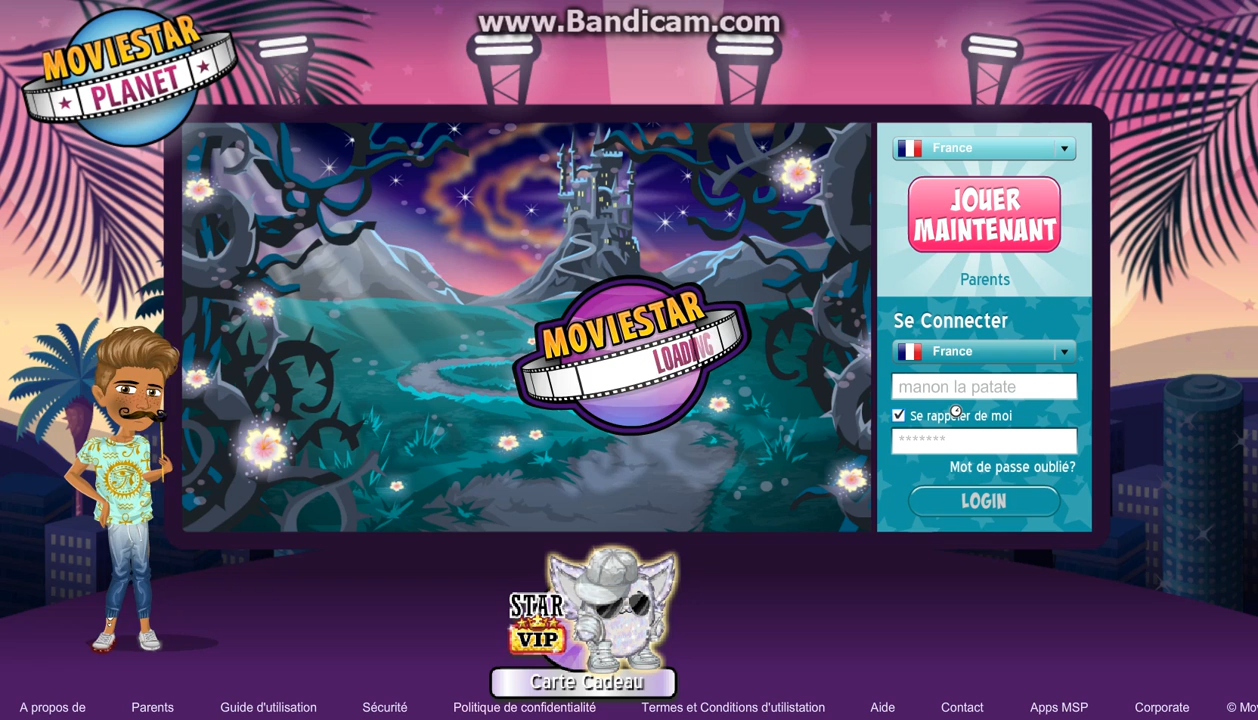 www.Bandicam.com
MOVIESTAR
PLANET
France
JOUER
MAINTENANT
Parents
Se Connecter
France
manon la patate
Se rappeler de moi
*******
Mot de passe oublié?
LOGIN
MOVIESTAR
LOADING
STAR
VIP
Carte Cadeau
A propos de Parents Guide d'utilisation Sécurité Politique de confidentialité Termes et Conditions d'utilistation Aide Contact Apps MSP Corporate © Mo